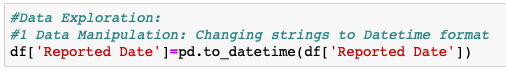 #Data Exploration:
#1 Data Manipulation: Changing strings to Datetime format
df['Reported Date']=pd.to_datetime(df['Reported Date'])